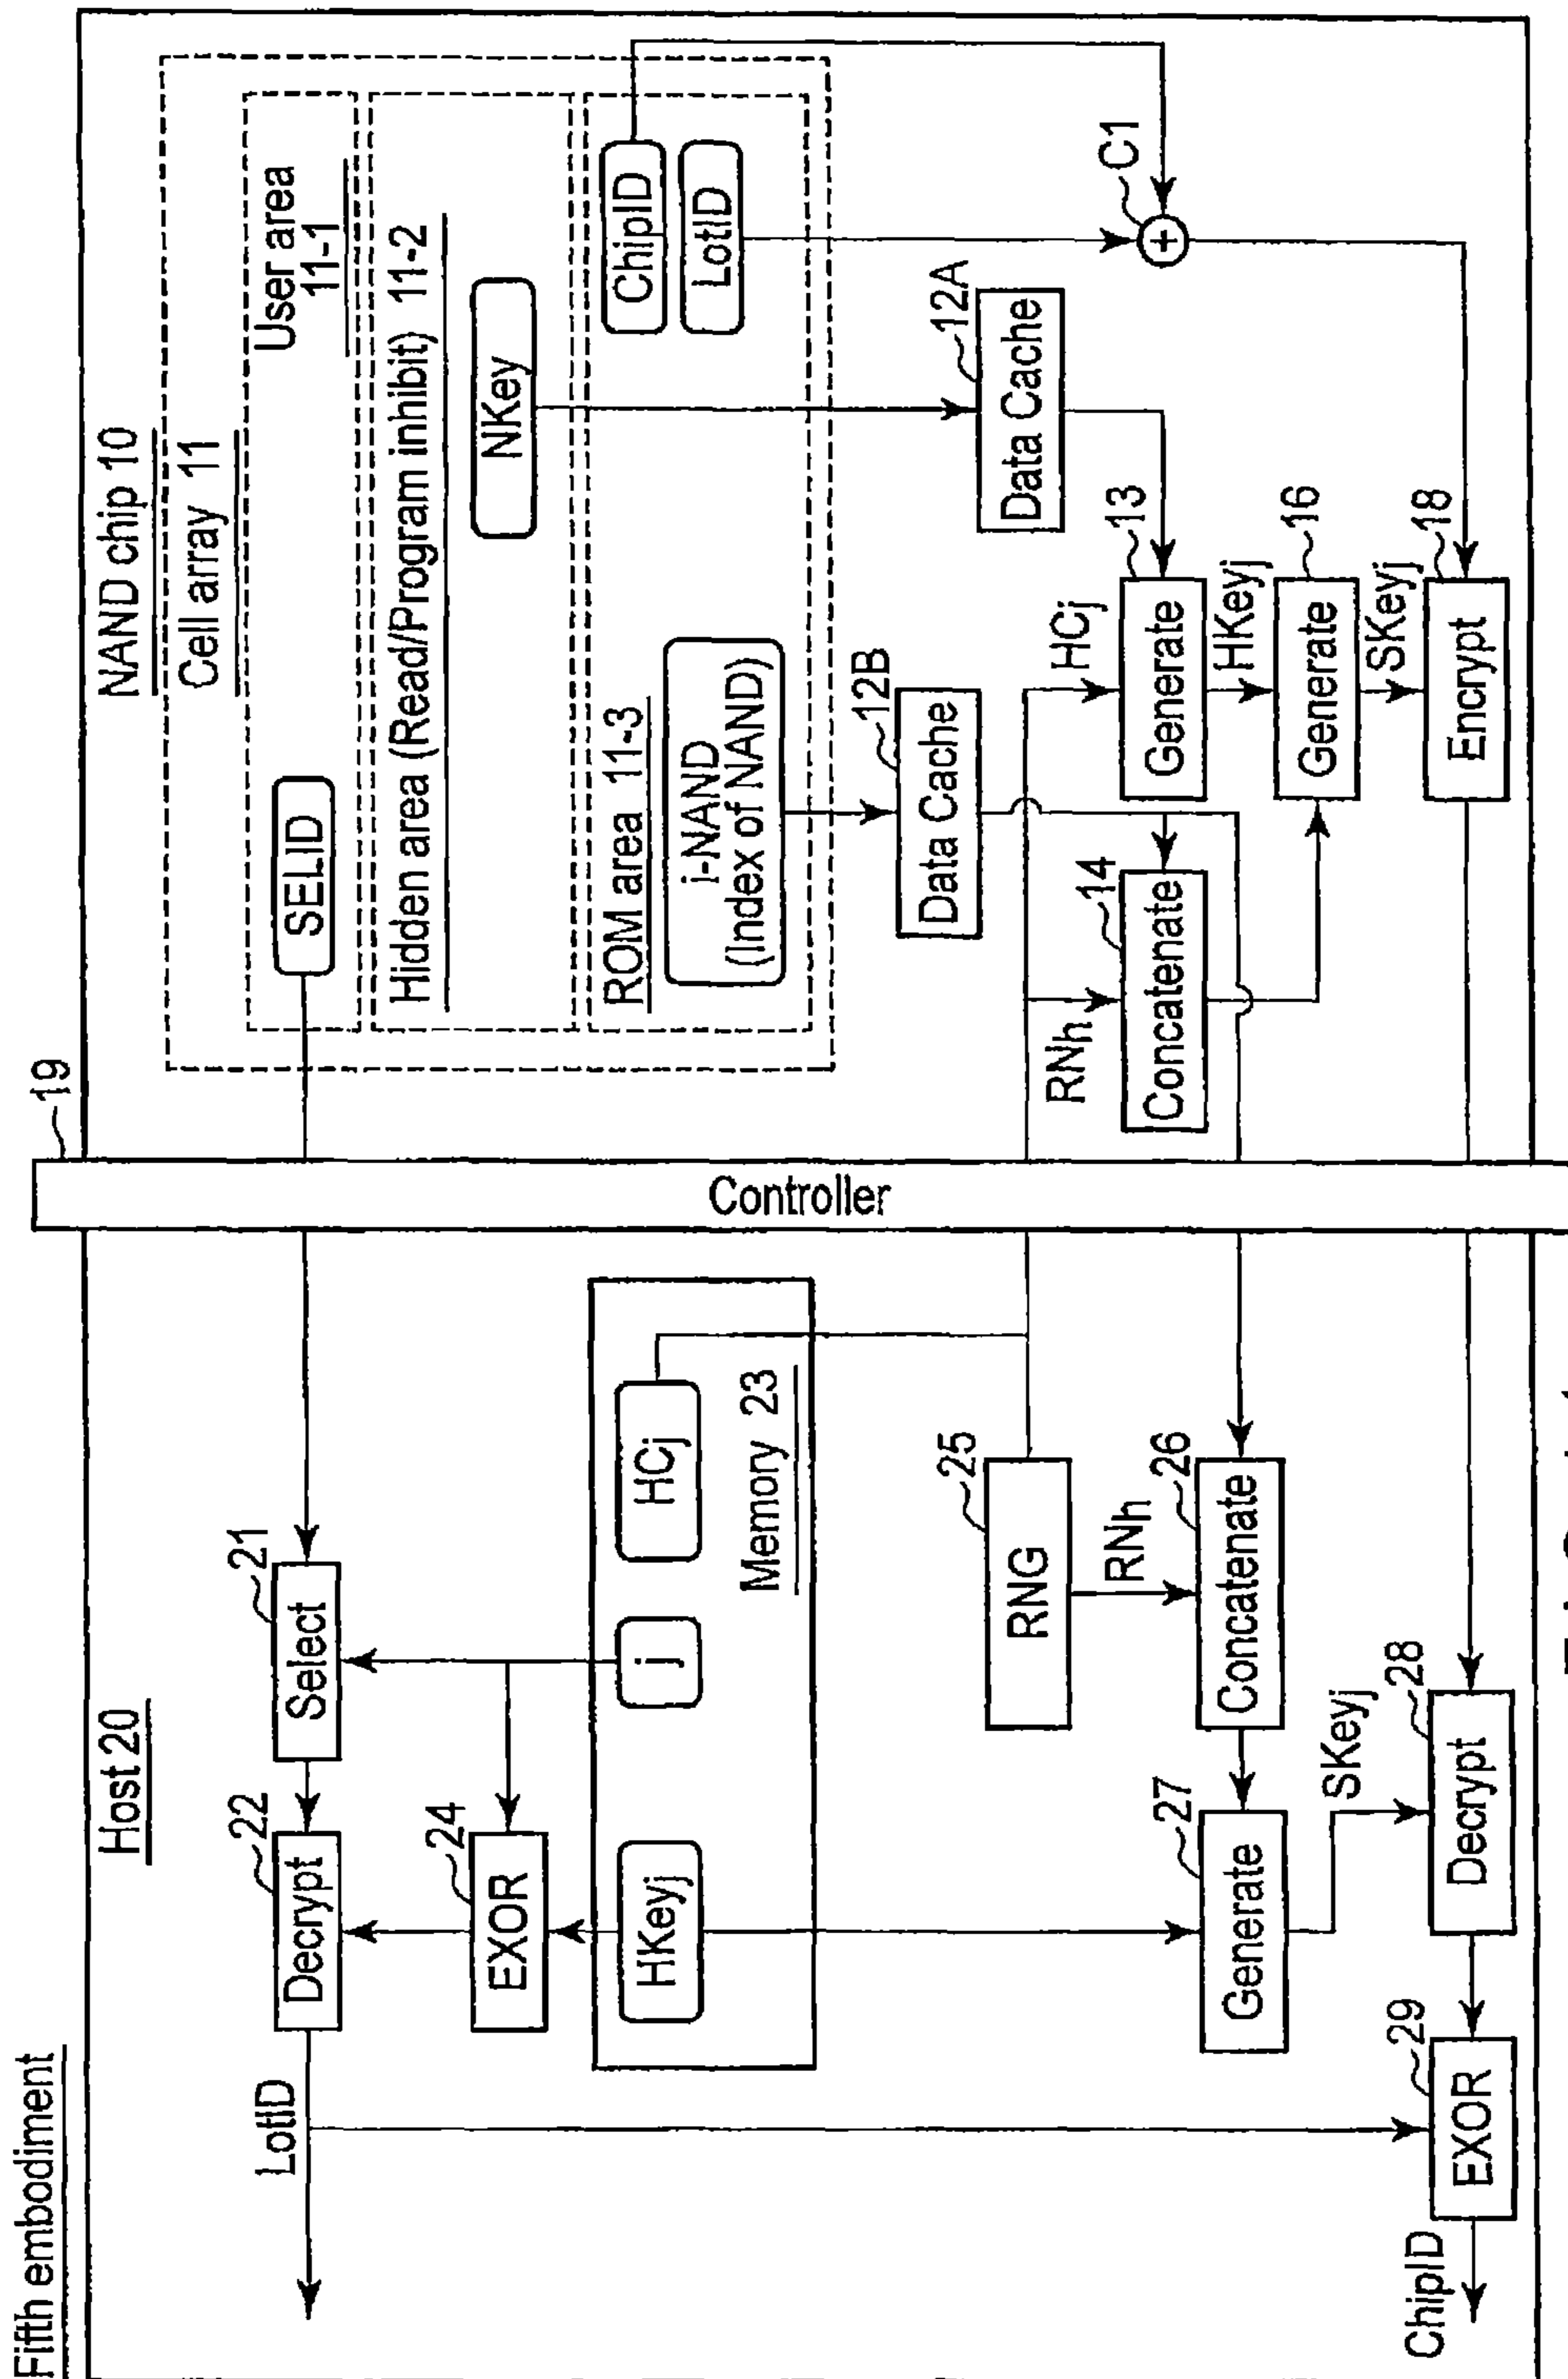 Fifth embodiment
Host 20
NAND chip 10
Cell array 11
User area
11-1
SELID
Hidden area (Read/Program inhibit) 11-2
NKey
ROM area 11-3
i-NAND
(Index of NAND)
ChipID
LotID
C1
12A
Data Cache
12B
Data Cache
HCj
13
Generate
HKeyj
16
Generate
SKeyj
18
Encrypt
14
Concatenate
RNh
19
Controller
21
Select
22
Decrypt
LotID
24
EXOR
HKeyj
j
HCj
Memory 23
25
RNG
RNh
26
Concatenate
27
Generate
SKeyj
28
Decrypt
29
EXOR
ChipID